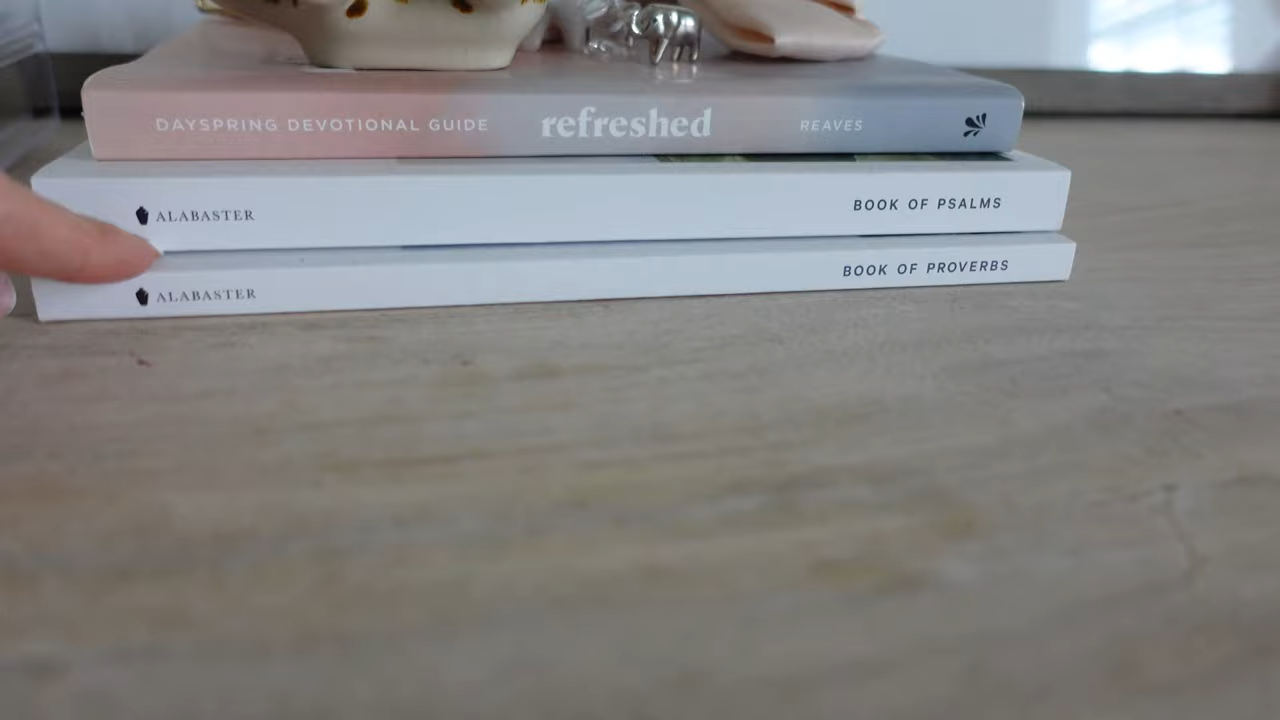 DAYSPRING DEVOTIONAL GUIDE refreshed REAVES
ALABASTER BOOK OF PSALMS
ALABASTER BOOK OF PROVERBS